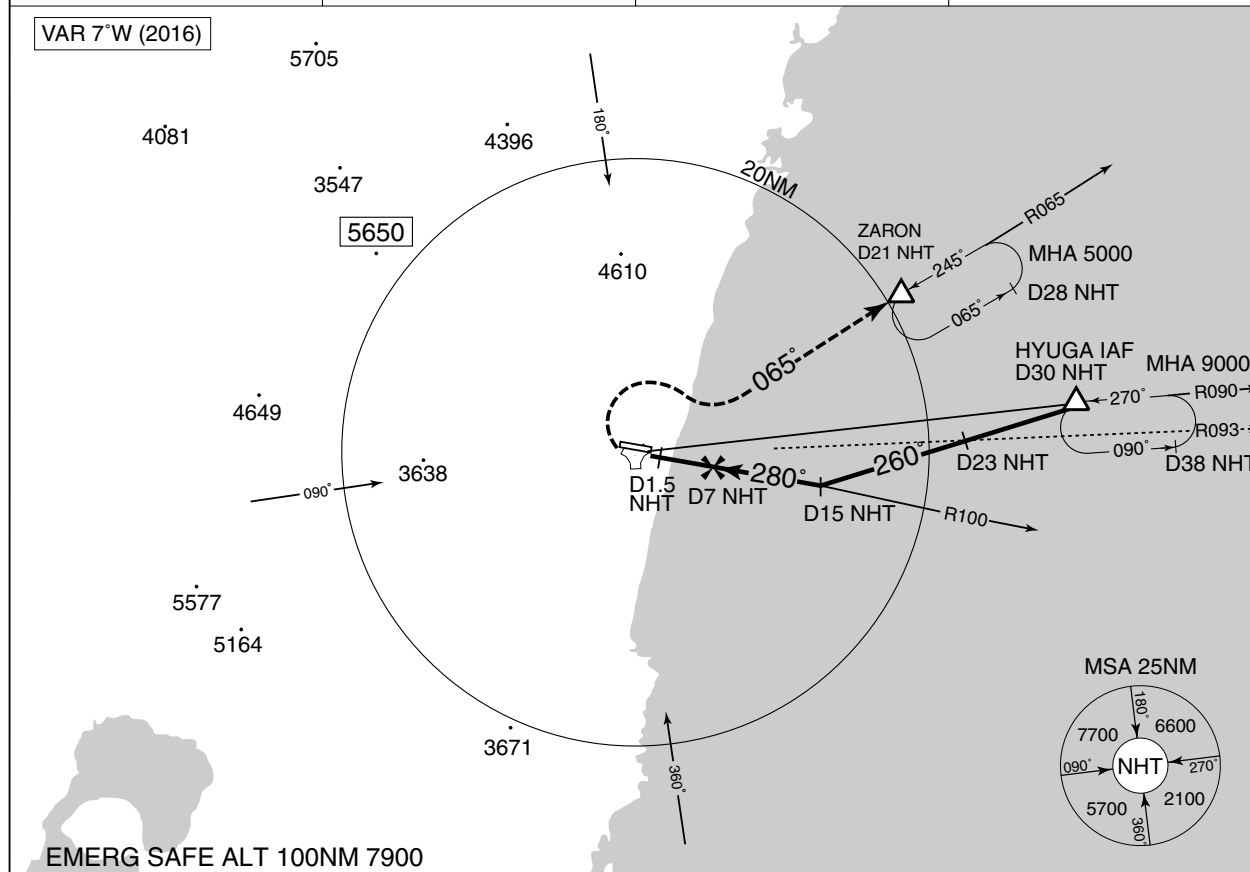 VAR 7°W (2016)
5705
4081
4396
3547
5650
180°
20NM
4610
ZARON
D21 NHT
R065
245°
MHA 5000
D28 NHT
065°
065°
HYUGA IAF
D30 NHT
MHA 9000
270°
R090
R093
090°
D38 NHT
4649
3638
090°
D1.5
NHT
D7 NHT
280°
260°
D23 NHT
D15 NHT
R100
5577
5164
3671
360°
MSA 25NM
180°
7700
6600
090°
NHT
270°
5700
2100
360°
EMERG SAFE ALT 100NM 7900